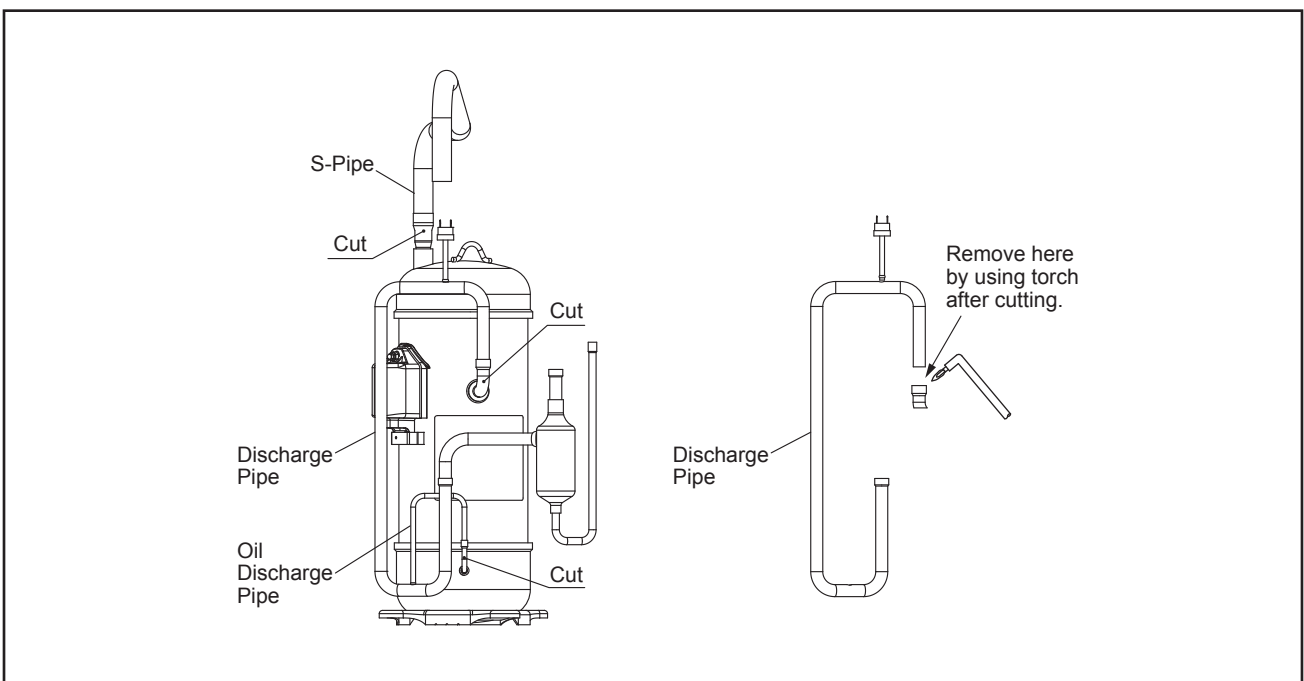 S-Pipe
Cut
Cut
Discharge
Pipe
Oil
Discharge
Pipe
Cut
Remove here
by using torch
after cutting.
Discharge
Pipe